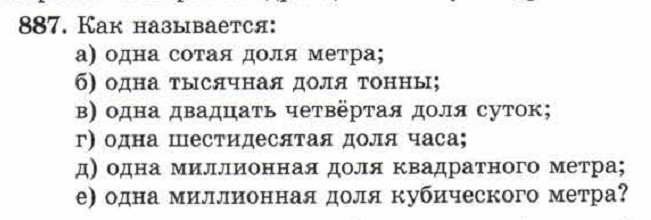 887. Как называется:
а) одна сотая доля метра;
б) одна тысячная доля тонны;
в) одна двадцать четвёртая доля суток;
г) одна шестидесятая доля часа;
д) одна миллионная доля квадратного метра;
е) одна миллионная доля кубического метра?